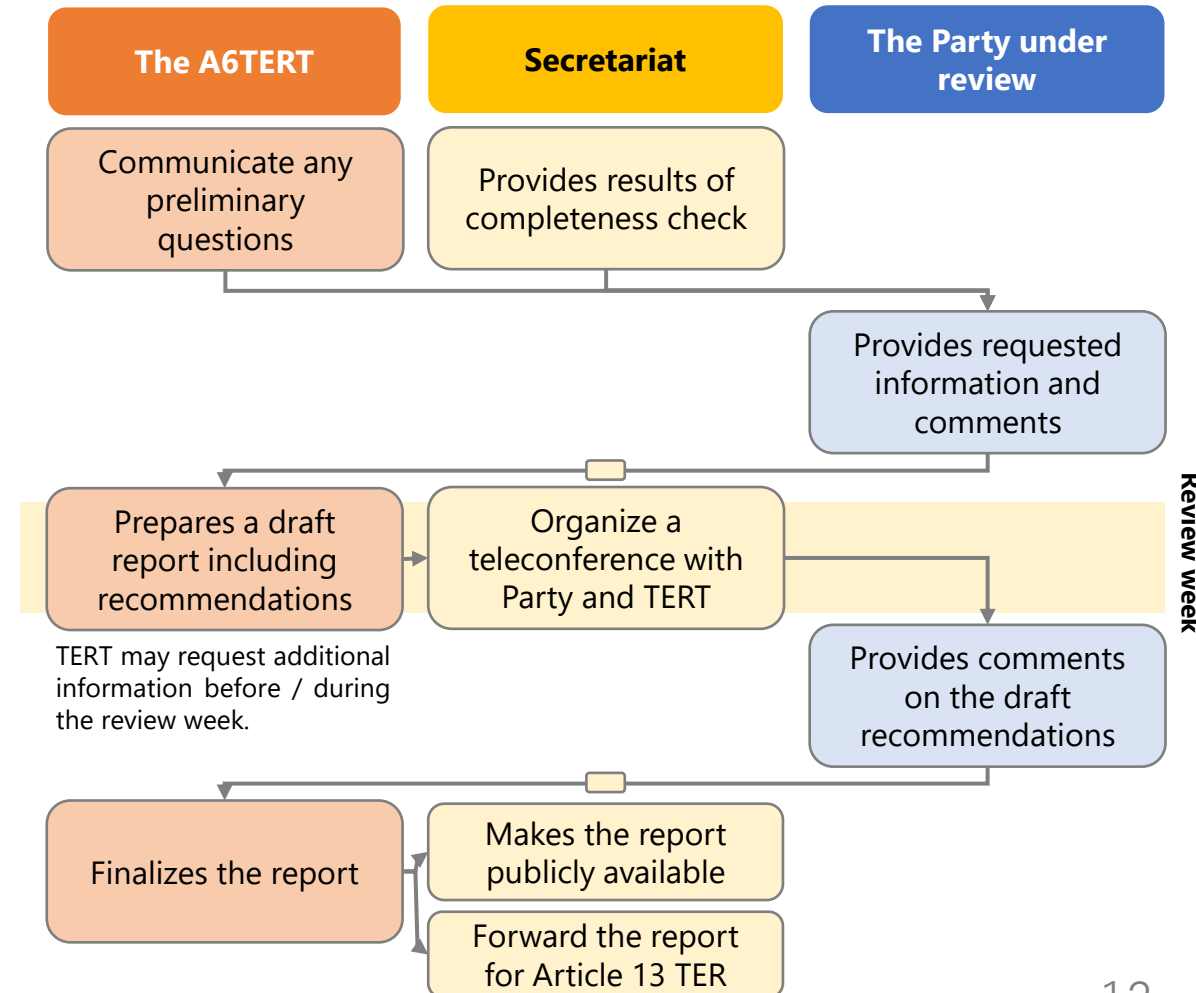 The A6TERT
Secretariat
The Party under
review
Communicate any
preliminary
questions
Provides results of
completeness check
Provides requested
information and
comments
Review week
Prepares a draft
report including
recommendations
Organize a
teleconference with
Party and TERT
TERT may request additional
information before / during
the review week.
Provides comments
on the draft
recommendations
Finalizes the report
Makes the report
publicly available
Forward the report
for Article 13 TER